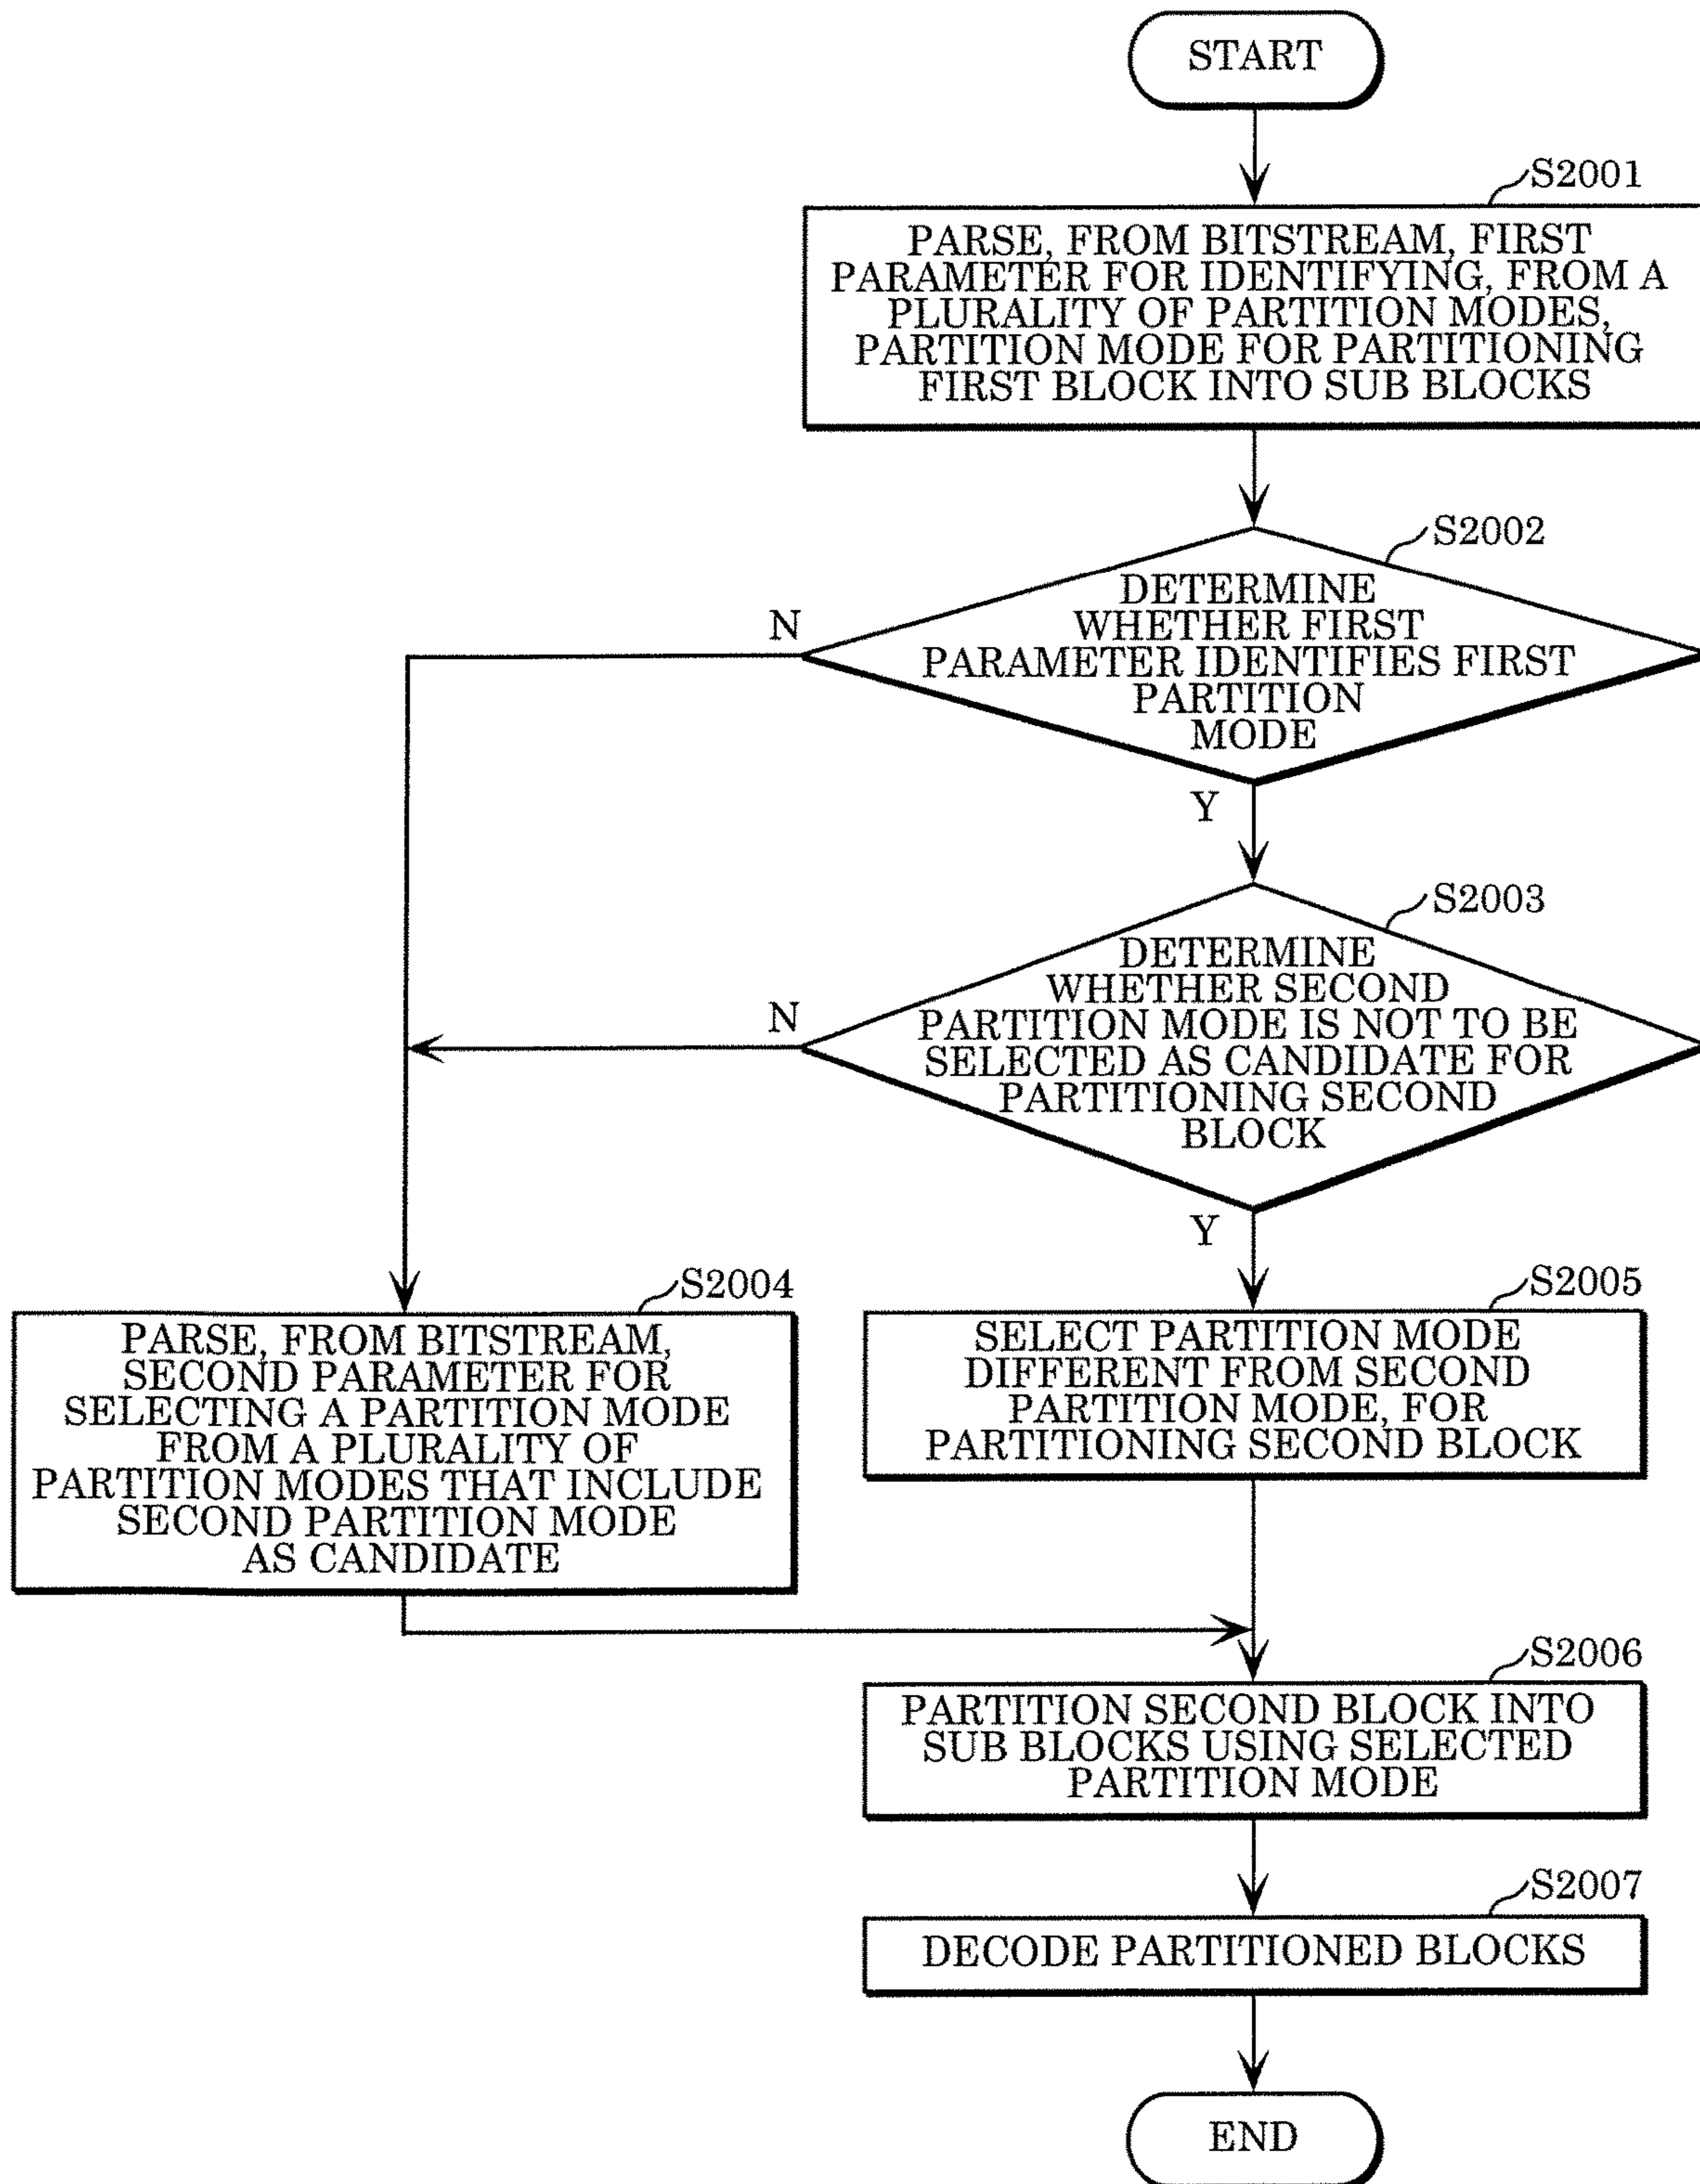 START
S2001
PARSE, FROM BITSTREAM, FIRST
PARAMETER FOR IDENTIFYING, FROM A
PLURALITY OF PARTITION MODES,
PARTITION MODE FOR PARTITIONING
FIRST BLOCK INTO SUB BLOCKS
S2002
DETERMINE
WHETHER FIRST
PARAMETER IDENTIFIES FIRST
PARTITION
MODE
N
Y
S2003
DETERMINE
WHETHER SECOND
PARTITION MODE IS NOT TO BE
SELECTED AS CANDIDATE FOR
PARTITIONING SECOND
BLOCK
N
Y
S2004
PARSE, FROM BITSTREAM,
SECOND PARAMETER FOR
SELECTING A PARTITION MODE
FROM A PLURALITY OF
PARTITION MODES THAT INCLUDE
SECOND PARTITION MODE
AS CANDIDATE
S2005
SELECT PARTITION MODE
DIFFERENT FROM SECOND
PARTITION MODE, FOR
PARTITIONING SECOND BLOCK
S2006
PARTITION SECOND BLOCK INTO
SUB BLOCKS USING SELECTED
PARTITION MODE
S2007
DECODE PARTITIONED BLOCKS
END